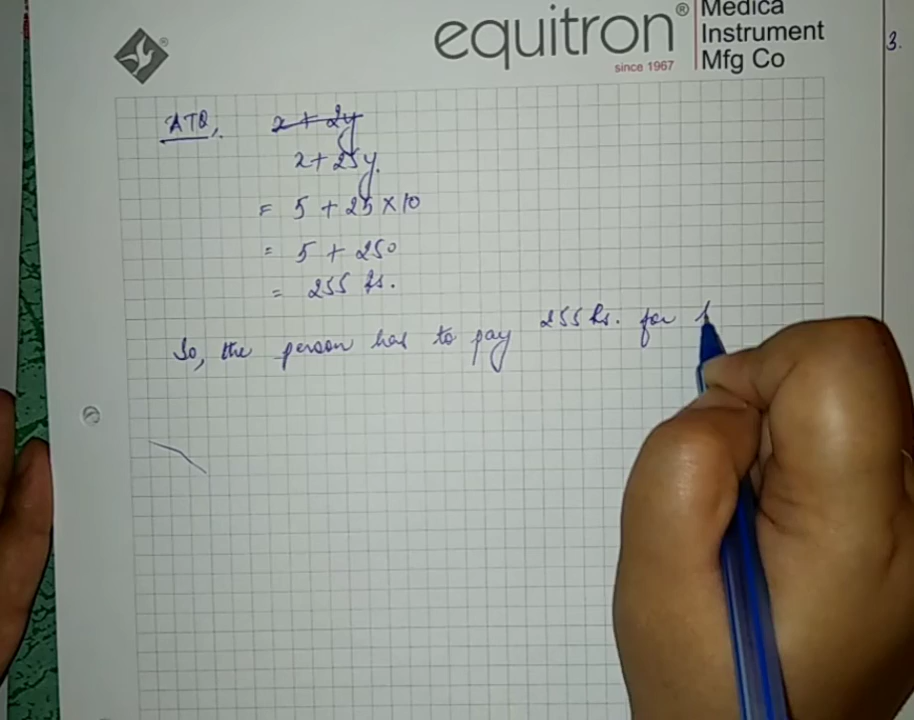 equitron®
since 1967
Medica
Instrument
Mfg Co
3.
ATQ, x + 2y
x + 25y.
= 5 + 25 × 10
= 5 + 250
= 255 Rs.
So, the person has to pay 255 Rs. for